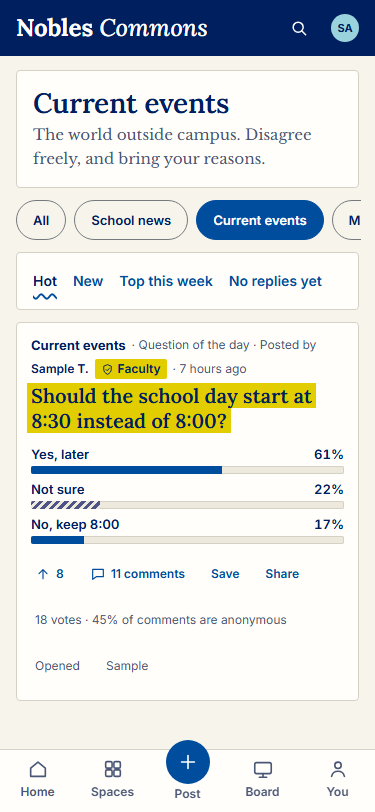 Nobles Commons
SA
Current events
The world outside campus. Disagree
freely, and bring your reasons.
All
School news
Current events
M
Hot
New
Top this week
No replies yet
Current events · Question of the day · Posted by
Sample T. Faculty · 7 hours ago
Should the school day start at
8:30 instead of 8:00?
Yes, later 61%
Not sure 22%
No, keep 8:00 17%
8
11 comments
Save
Share
18 votes · 45% of comments are anonymous
Opened
Sample
Home
Spaces
Post
Board
You